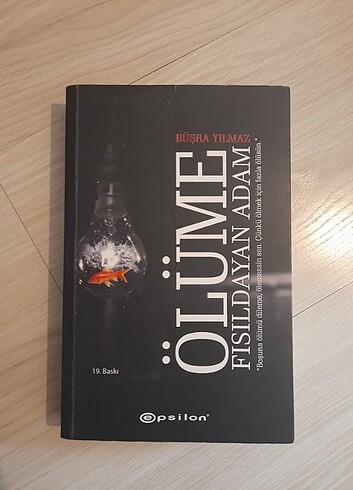 BÜŞRA YILMAZ
ÖLÜME
FISILDAYAN ADAM
"Boşuna ölümü dileme, ölemezsin sen. Çünkü ölmek için fazla ölüsün."
19. Baskı
epsilon